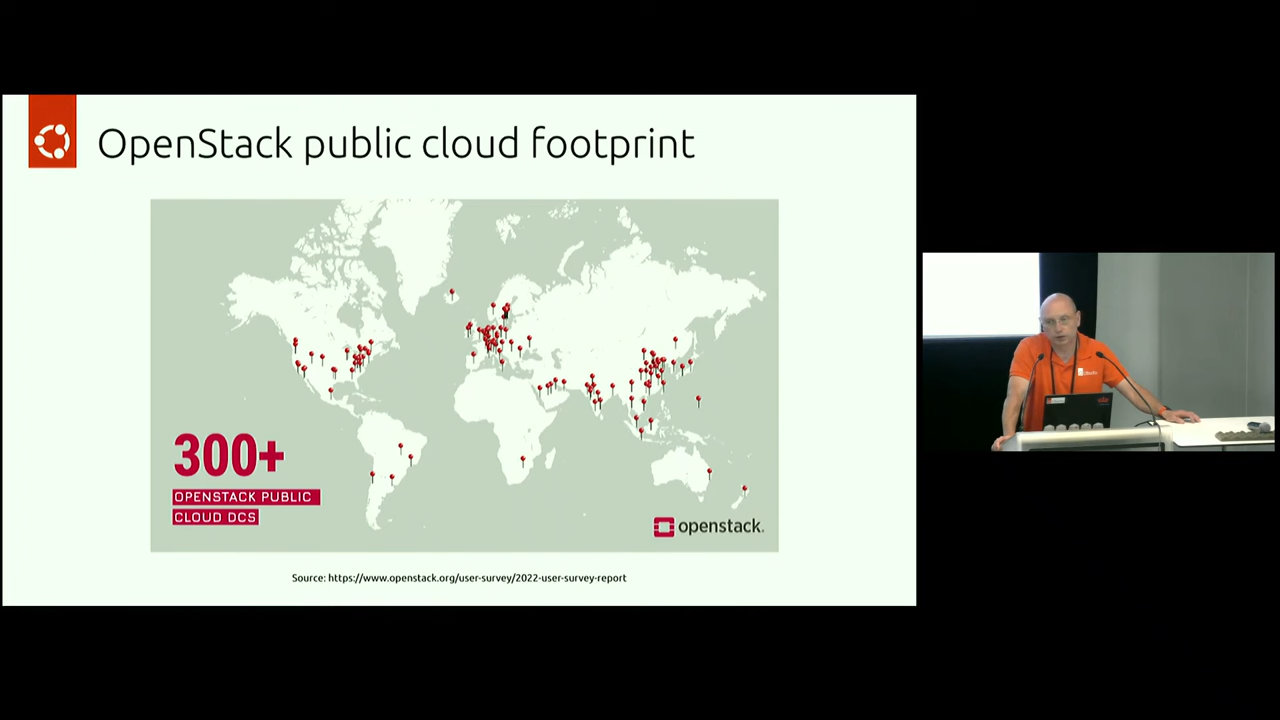 OpenStack public cloud footprint
300+
OPENSTACK PUBLIC
CLOUD DCS
openstack.
Source: https://www.openstack.org/user-survey/2022-user-survey-report